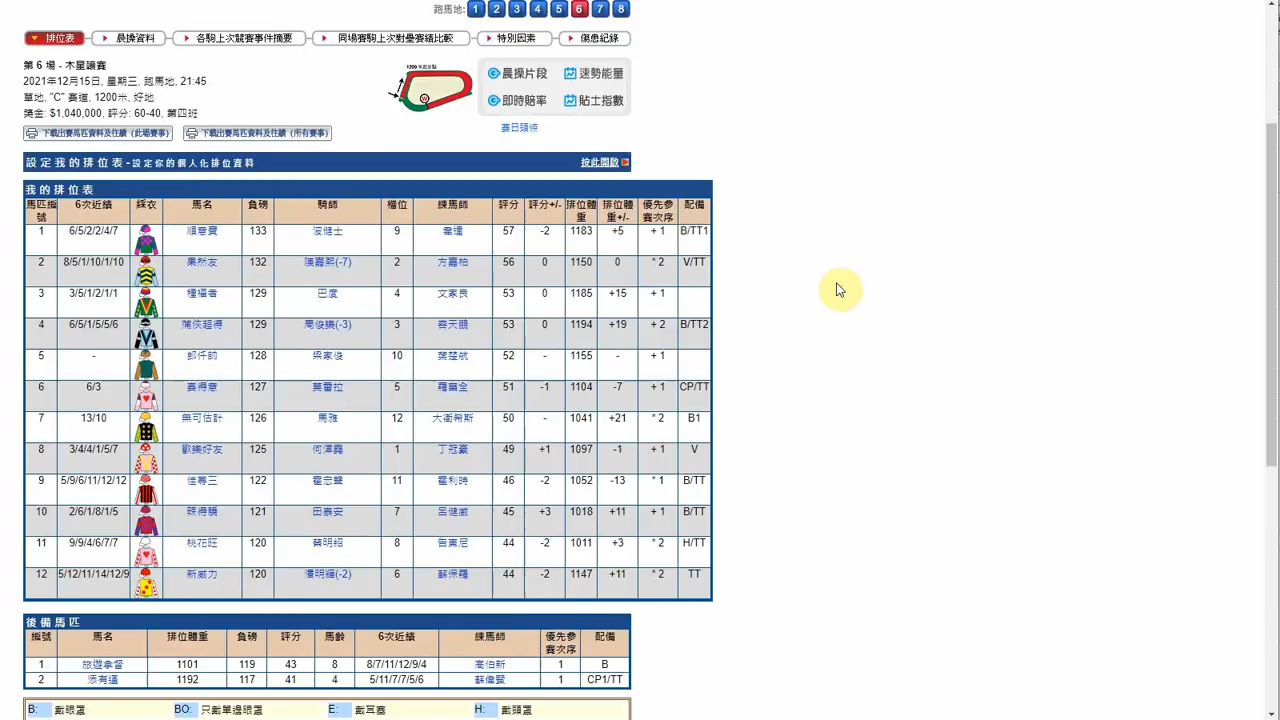 跑馬地: 1 2 3 4 5 6 7 8
排位表 晨操資料 各駒上次競賽事件摘要 同場賽駒上次對壘賽績比較 特別因素 傷患紀錄
第 6 場 - 木星讓賽
2021年12月15日, 星期三, 跑馬地, 21:45
草地, "C" 賽道, 1200米, 好地
獎金: $1,040,000, 評分: 60-40, 第四班
1200 米起步點
晨操片段 速勢能量
即時賠率 貼士指數
賽日頭條
下載出賽馬匹資料及往績 (此場賽事) 下載出賽馬匹資料及往績 (所有賽事)
設定我的排位表-設定你的個人化排位資料 按此開啟
我的排位表
馬匹編號 6次近績 綵衣 馬名 負磅 騎師 檔位 練馬師 評分 評分+/- 排位體重 排位體重+/- 優先參賽次序 配備
1 6/5/2/2/4/7 順意寶 133 波健士 9 韋達 57 -2 1183 +5 + 1 B/TT1
2 8/5/1/10/1/10 果然友 132 陳嘉熙(-7) 2 方嘉柏 56 0 1150 0 * 2 V/TT
3 3/5/1/2/1/1 種福者 129 巴度 4 文家良 53 0 1185 +15 + 1
4 6/5/1/5/5/6 蒲俠超得 129 周俊樂(-3) 3 容天鵬 53 0 1194 +19 + 2 B/TT2
5 - 128 梁家俊 10 葉楚航 52 - 1155 - + 1
6 6/3 賽得意 127 莫雷拉 5 羅富全 51 -1 1104 -7 + 1 CP/TT
7 13/10 無可估計 126 馬雅 12 大衛希斯 50 - 1041 +21 * 2 B1
8 3/4/4/1/5/7 歡樂好友 125 何澤堯 1 丁冠豪 49 +1 1097 -1 + 1 V
9 5/9/6/11/12/12 佳尊三 122 霍宏聲 11 霍利時 46 -2 1052 -13 * 1 B/TT
10 2/6/1/8/1/5 121 田泰安 7 呂健威 45 +3 1018 +11 + 1 B/TT
11 9/9/4/6/7/7 桃花旺 120 蔡明紹 8 告東尼 44 -2 1011 +3 * 2 H/TT
12 5/12/11/14/12/9 新威力 120 潘明輝(-2) 6 蘇保羅 44 -2 1147 +11 * 2 TT
後備馬匹
編號 馬名 排位體重 負磅 評分 馬齡 6次近績 練馬師 優先參賽次序 配備
1 旅遊拿督 1101 119 43 8 8/7/11/12/9/4 高伯新 1 B
2 添有運 1192 117 41 4 5/11/7/7/5/6 蘇偉賢 1 CP1/TT
B: 戴眼罩 BO: 只戴單邊眼罩 E: 戴耳塞 H: 戴頭罩